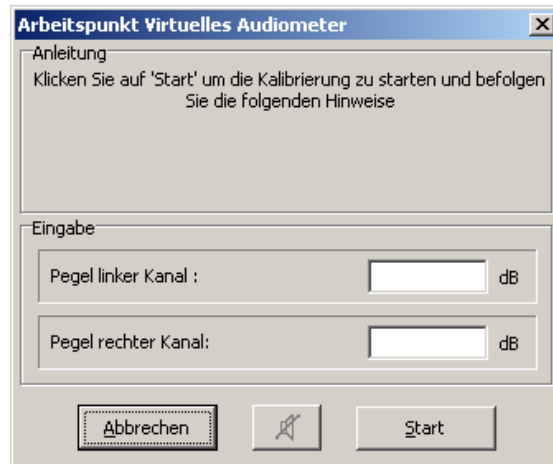 Arbeitspunkt Virtuelles Audiometer
Anleitung
Klicken Sie auf 'Start' um die Kalibrierung zu starten und befolgen
Sie die folgenden Hinweise
Eingabe
Pegel linker Kanal : dB
Pegel rechter Kanal: dB
Abbrechen Start